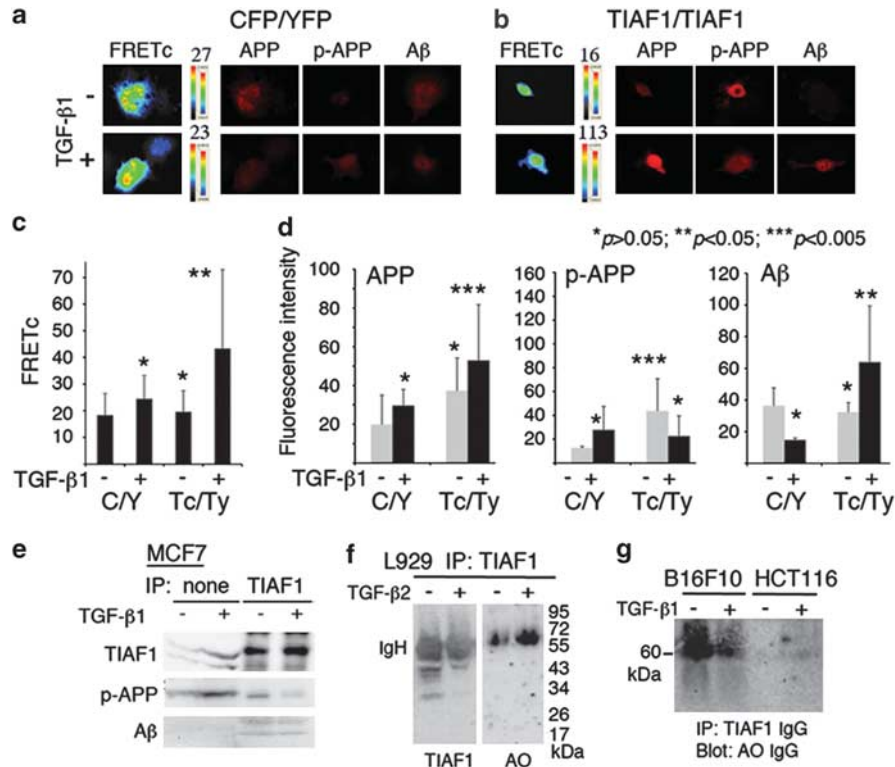 a
CFP/YFP
FRETc 27 APP p-APP Aβ
TGF-β1
-
23
+
b
TIAF1/TIAF1
FRETc 16 APP p-APP Aβ
113
c
**
*
*
FRETc
70
60
50
40
30
20
10
TGF-β1 - + - +
C/Y Tc/Ty
d
*p>0.05; **p<0.05; ***p<0.005
Fluorescence intensity
APP
100
80
60
40
20
0
***
*
*
TGF-β1 - + - +
C/Y Tc/Ty
p-APP
160
140
120
100
80
60
40
20
***
*
*
- + - +
C/Y Tc/Ty
Aβ
120
100
80
60
40
20
0
**
*
*
- + - +
C/Y Tc/Ty
e
MCF7
IP: none TIAF1
TGF-β1 - + - +
TIAF1
p-APP
Aβ
f
L929 IP: TIAF1
TGF-β2 - + - +
IgH
95
72
55
43
34
26
17
kDa
TIAF1 AO
g
B16F10 HCT116
TGF-β1 - + - +
60
kDa
IP: TIAF1 IgG
Blot: AO IgG